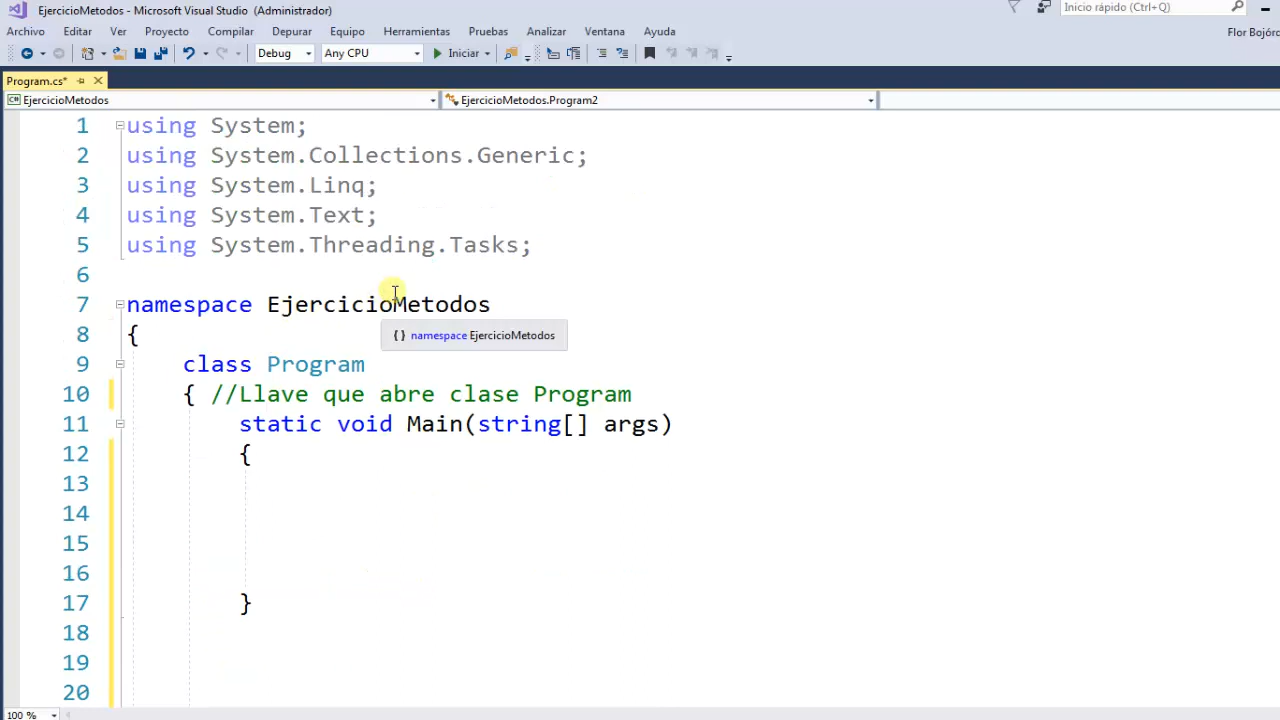 EjercicioMetodos - Microsoft Visual Studio (Administrador)
Inicio rápido (Ctrl+Q)
Archivo Editar Ver Proyecto Compilar Depurar Equipo Herramientas Pruebas Analizar Ventana Ayuda
Flor Bojórq
Debug Any CPU Iniciar
Program.cs*
EjercicioMetodos EjercicioMetodos.Program2
1 using System;
2 using System.Collections.Generic;
3 using System.Linq;
4 using System.Text;
5 using System.Threading.Tasks;
6
7 namespace EjercicioMetodos
{ } namespace EjercicioMetodos
8 {
9 class Program
10 { //Llave que abre clase Program
11 static void Main(string[] args)
12 {
13
14
15
16
17 }
18
19
20
100 %